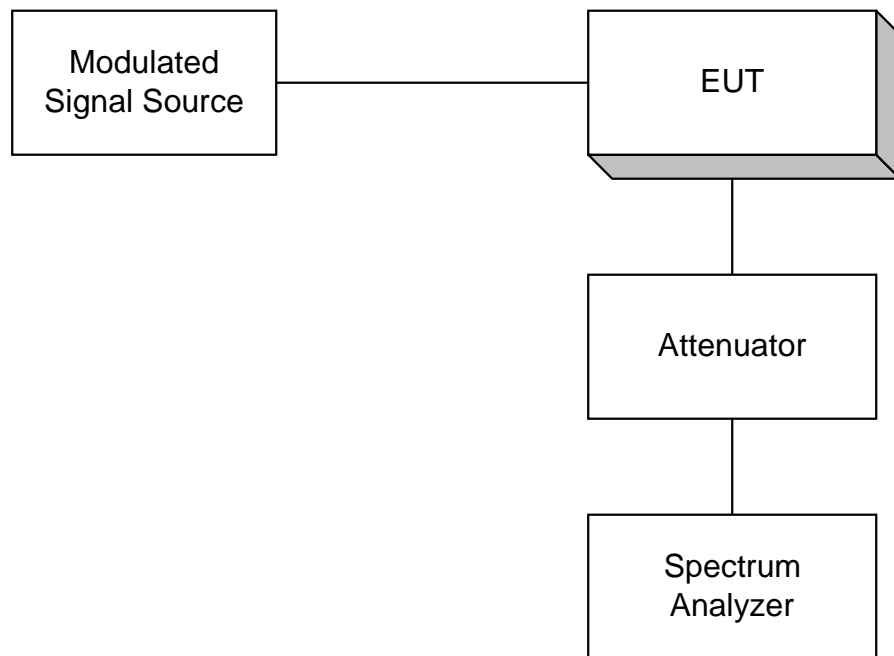 Modulated
Signal Source
EUT
Attenuator
Spectrum
Analyzer